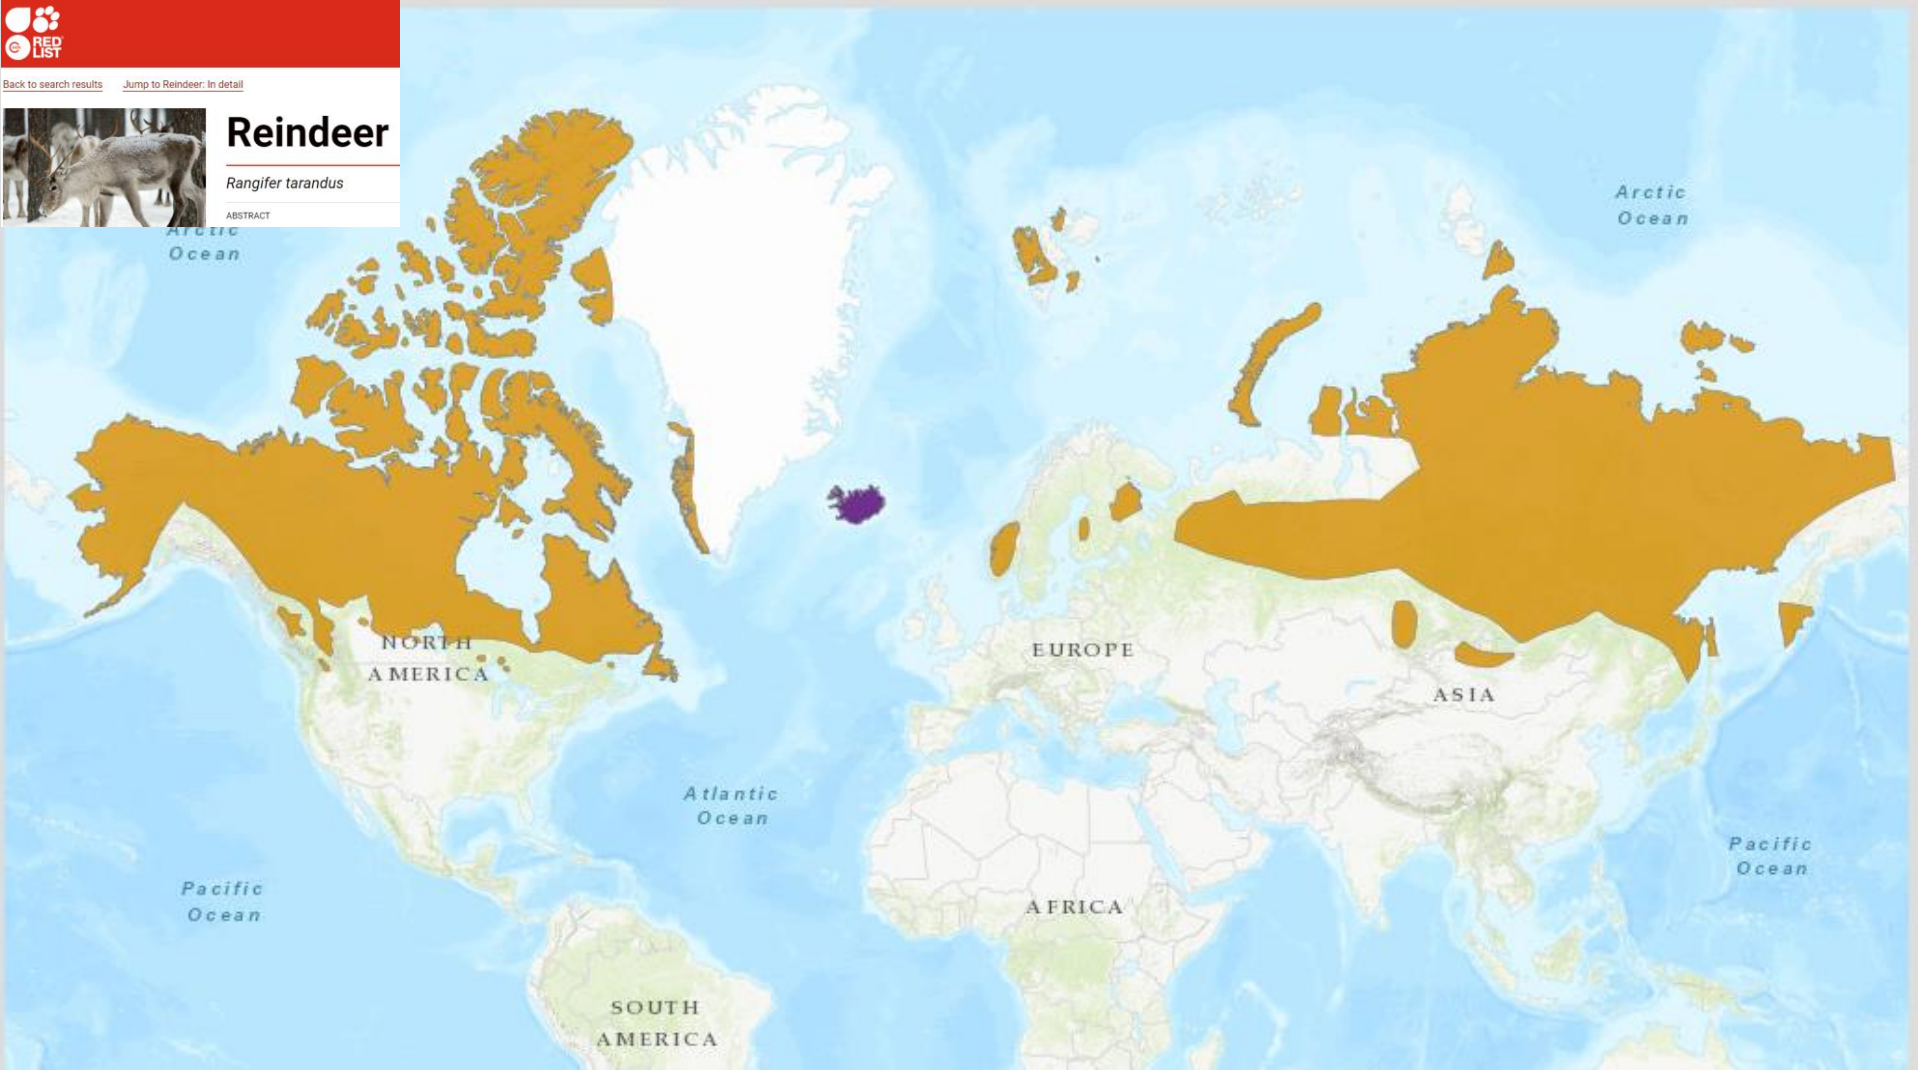 RED
LIST
Back to search results Jump to Reindeer: In detail
Reindeer
Rangifer tarandus
ABSTRACT
Arctic
Ocean
Arctic
Ocean
NORTH
AMERICA
EUROPE
ASIA
Atlantic
Ocean
Pacific
Ocean
Pacific
Ocean
AFRICA
SOUTH
AMERICA